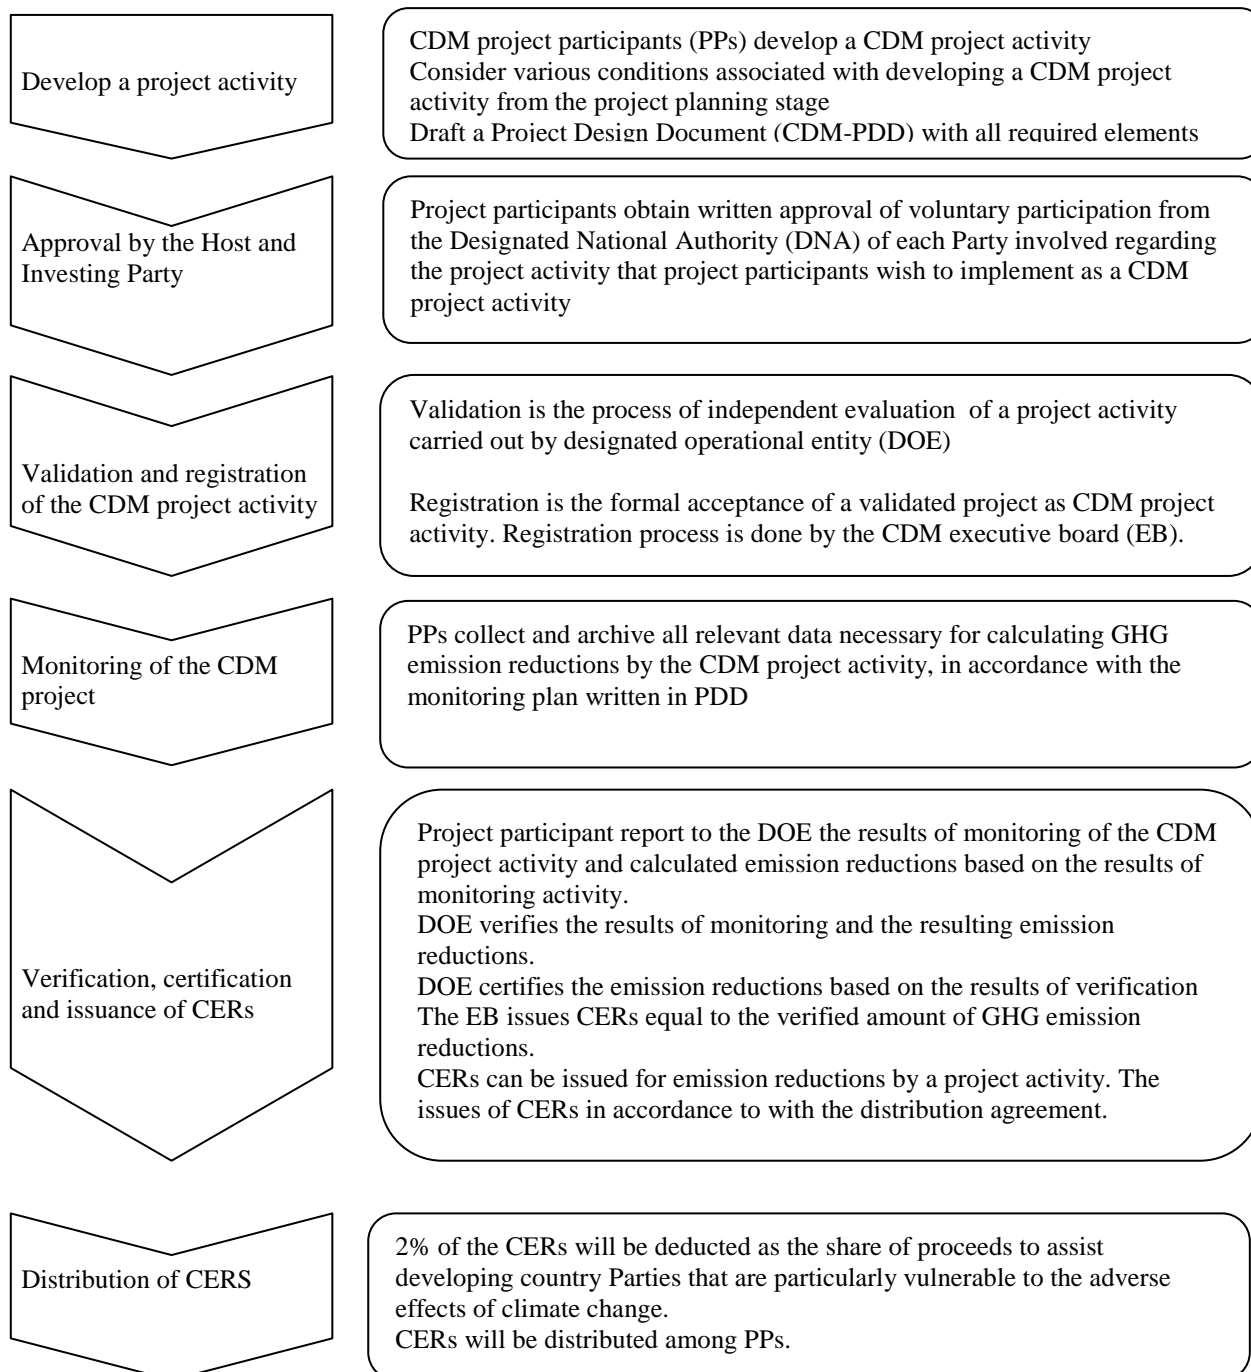 Develop a project activity
CDM project participants (PPs) develop a CDM project activity
Consider various conditions associated with developing a CDM project
activity from the project planning stage
Draft a Project Design Document (CDM-PDD) with all required elements
Approval by the Host and
Investing Party
Project participants obtain written approval of voluntary participation from
the Designated National Authority (DNA) of each Party involved regarding
the project activity that project participants wish to implement as a CDM
project activity
Validation and registration
of the CDM project activity
Validation is the process of independent evaluation of a project activity
carried out by designated operational entity (DOE)
Registration is the formal acceptance of a validated project as CDM project
activity. Registration process is done by the CDM executive board (EB).
Monitoring of the CDM
project
PPs collect and archive all relevant data necessary for calculating GHG
emission reductions by the CDM project activity, in accordance with the
monitoring plan written in PDD
Verification, certification
and issuance of CERs
Project participant report to the DOE the results of monitoring of the CDM
project activity and calculated emission reductions based on the results of
monitoring activity.
DOE verifies the results of monitoring and the resulting emission
reductions.
DOE certifies the emission reductions based on the results of verification
The EB issues CERs equal to the verified amount of GHG emission
reductions.
CERs can be issued for emission reductions by a project activity. The
issues of CERs in accordance to with the distribution agreement.
Distribution of CERS
2% of the CERs will be deducted as the share of proceeds to assist
developing country Parties that are particularly vulnerable to the adverse
effects of climate change.
CERs will be distributed among PPs.